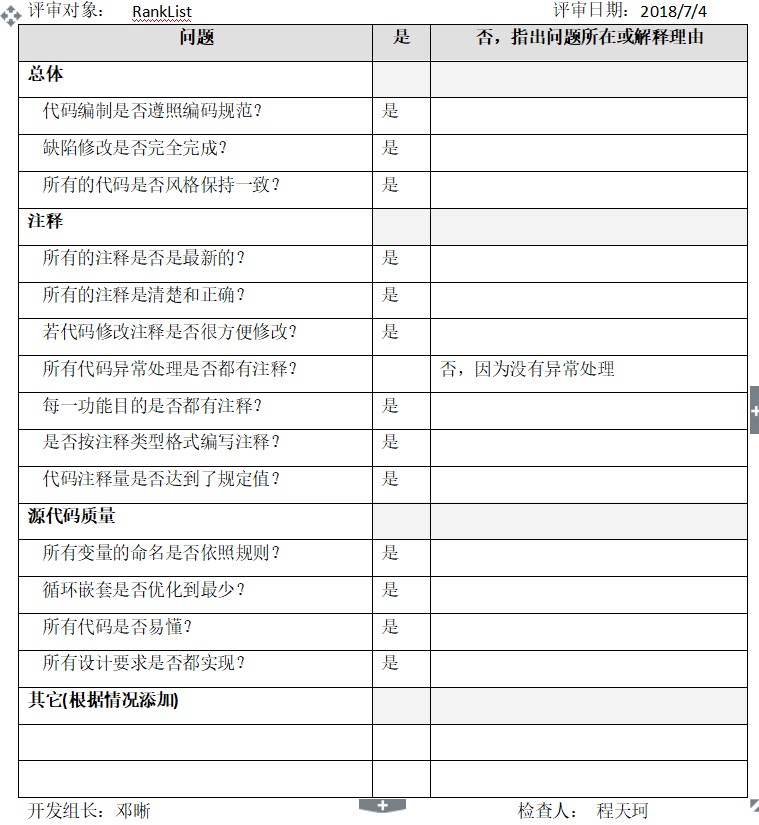 评审对象： RankList 评审日期：2018/7/4
问题 是 否，指出问题所在或解释理由
总体
代码编制是否遵照编码规范？ 是
缺陷修改是否完全完成？ 是
所有的代码是否风格保持一致？ 是
注释
所有的注释是否是最新的？ 是
所有的注释是清楚和正确？ 是
若代码修改注释是否很方便修改？ 是
所有代码异常处理是否都有注释？ 否，因为没有异常处理
每一功能目的是否都有注释？ 是
是否按注释类型格式编写注释？ 是
代码注释量是否达到了规定值？ 是
源代码质量
所有变量的命名是否依照规则？ 是
循环嵌套是否优化到最少？ 是
所有代码是否易懂？ 是
所有设计要求是否都实现？ 是
其它(根据情况添加)
开发组长：邓晰 检查人： 程天珂